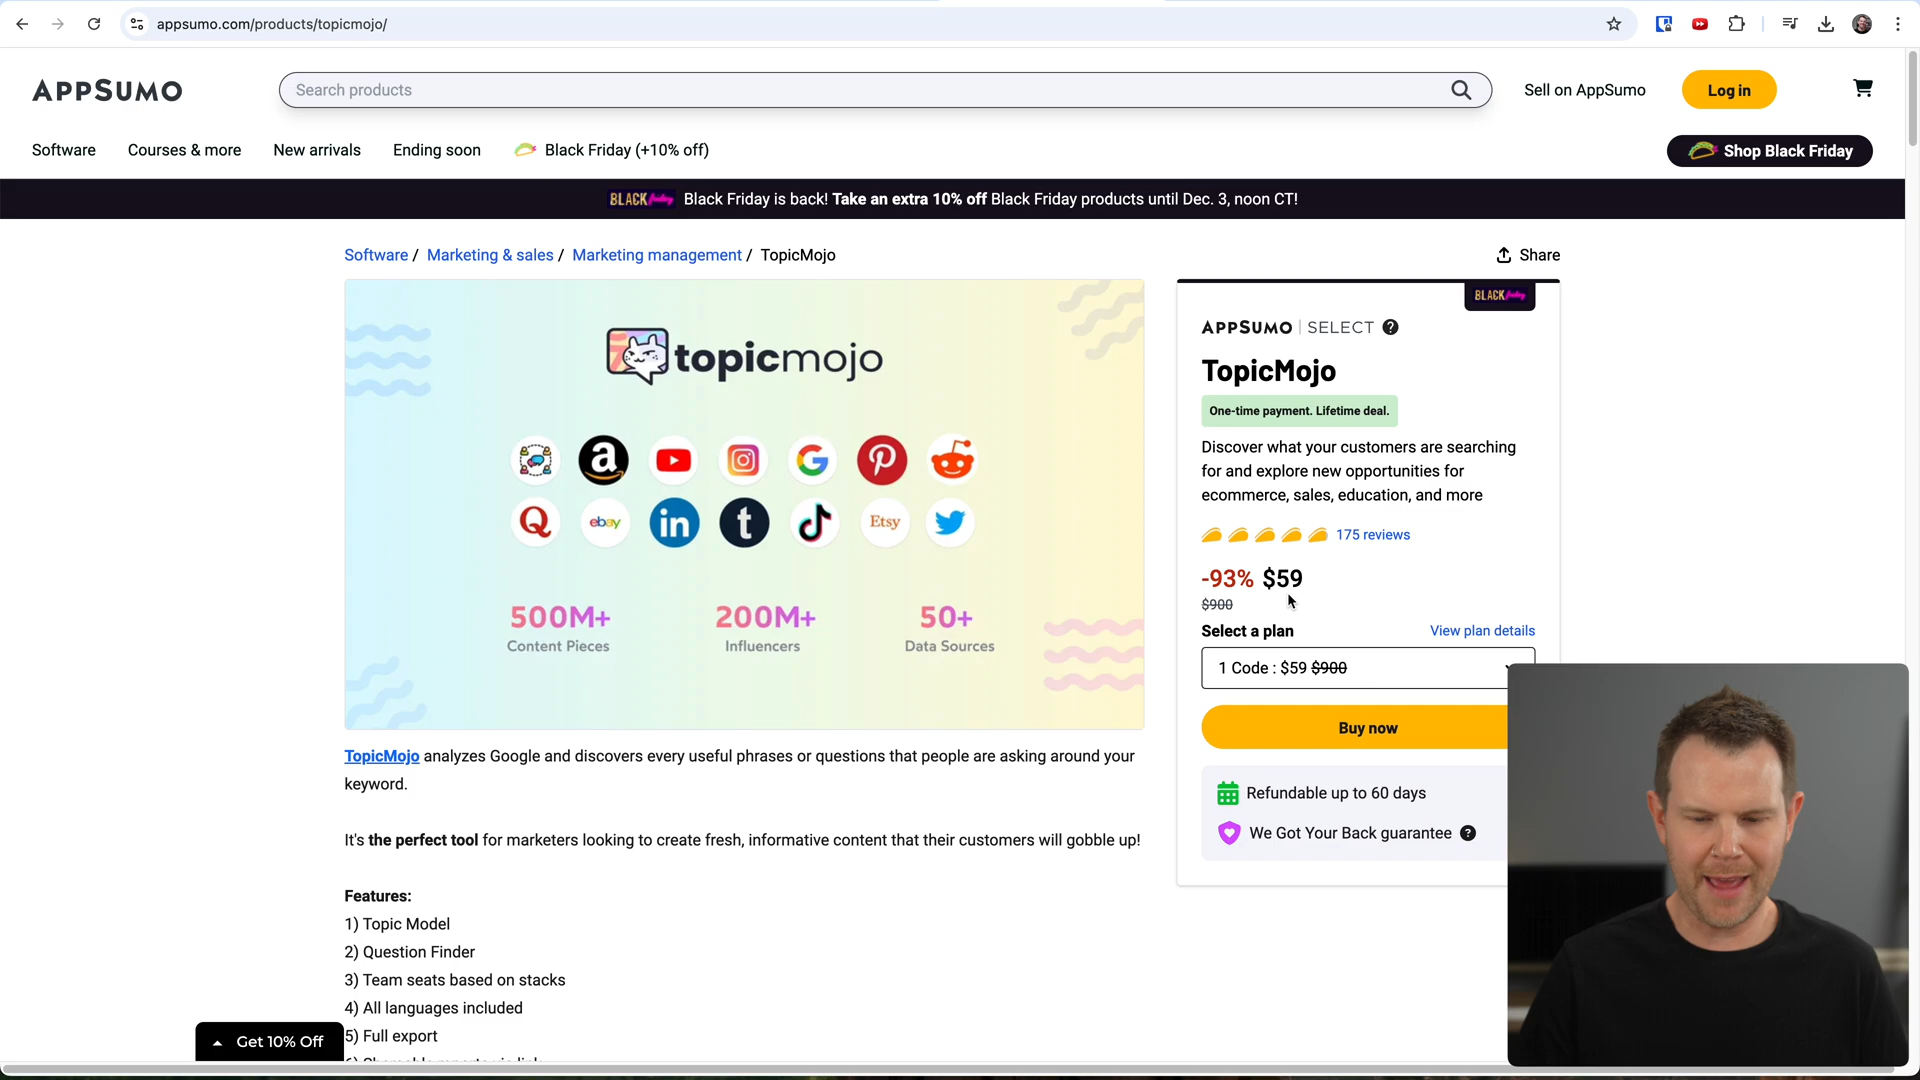 appsumo.com/products/topicmojo/
APPSUMO
Search products
Sell on AppSumo
Log in
Software
Courses & more
New arrivals
Ending soon
Black Friday (+10% off)
Shop Black Friday
BLACK friday Black Friday is back! Take an extra 10% off Black Friday products until Dec. 3, noon CT!
Software / Marketing & sales / Marketing management / TopicMojo
Share
topicmojo
a
G
Q
ebay
in
t
Etsy
500M+
200M+
50+
Content Pieces
Influencers
Data Sources
BLACK friday
APPSUMO | SELECT ?
TopicMojo
One-time payment. Lifetime deal.
Discover what your customers are searching
for and explore new opportunities for
ecommerce, sales, education, and more
175 reviews
-93% $59
$900
Select a plan
View plan details
1 Code : $59 $900
Buy now
Refundable up to 60 days
We Got Your Back guarantee ?
TopicMojo analyzes Google and discovers every useful phrases or questions that people are asking around your
keyword.
It's the perfect tool for marketers looking to create fresh, informative content that their customers will gobble up!
Features:
1) Topic Model
2) Question Finder
3) Team seats based on stacks
4) All languages included
5) Full export
Get 10% Off